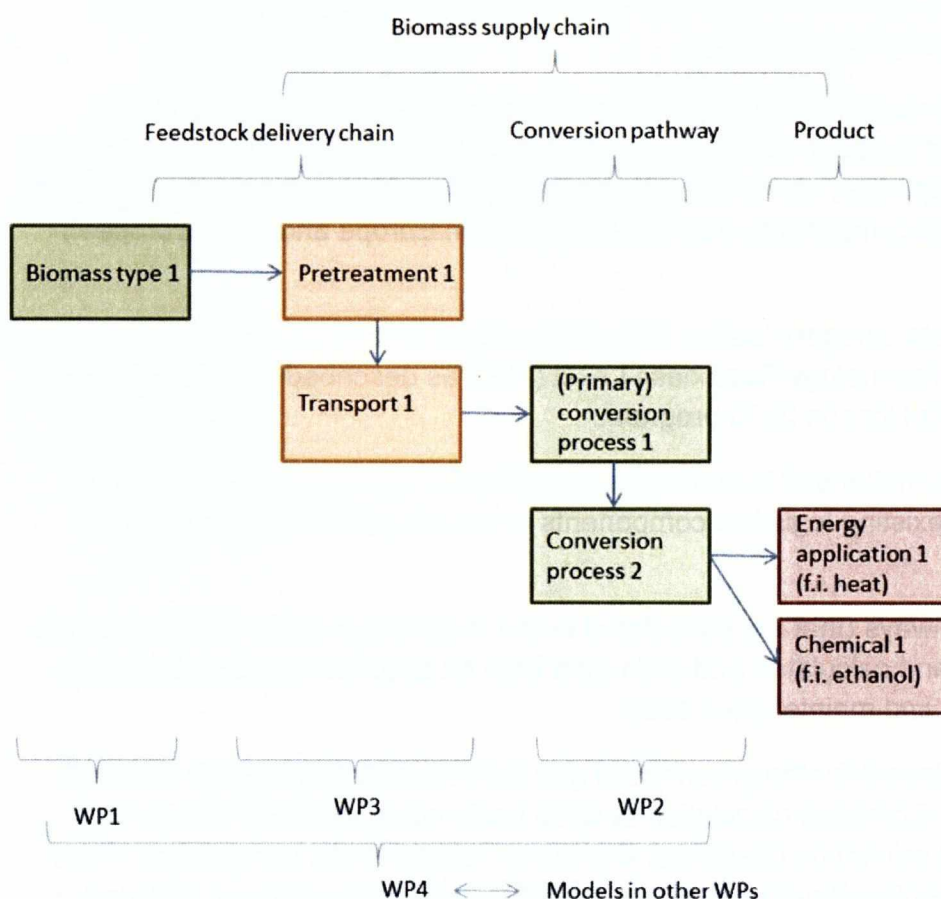 Biomass supply chain
Feedstock delivery chain
Conversion pathway
Product
Biomass type 1
Pretreatment 1
Transport 1
(Primary)
conversion
process 1
Conversion
process 2
Energy
application 1
(f.i. heat)
Chemical 1
(f.i. ethanol)
WP1
WP3
WP2
WP4
Models in other WPs